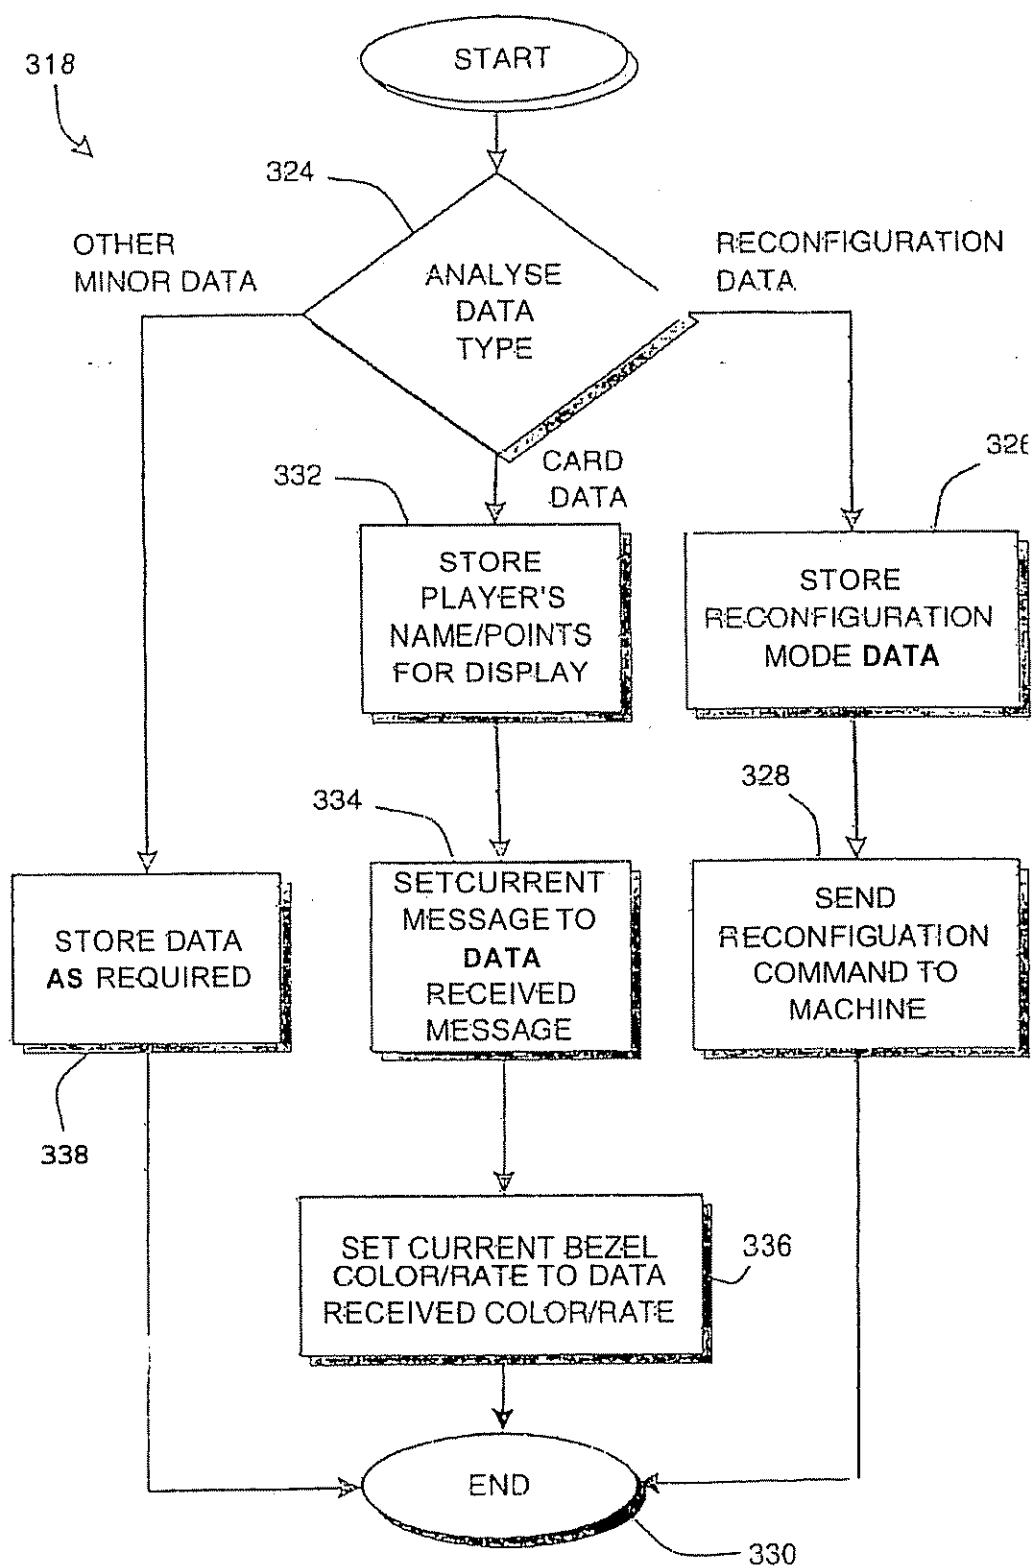 START
318
324
OTHER
MINOR DATA
ANALYSE
DATA
TYPE
RECONFIGURATION
DATA
CARD
DATA
332
326
STORE
PLAYER'S
NAME/POINTS
FOR DISPLAY
STORE
RECONFIGURATION
MODE DATA
334
328
STORE DATA
AS REQUIRED
SETCURRENT
MESSAGE TO
DATA
RECEIVED
MESSAGE
SEND
RECONFIGUATION
COMMAND TO
MACHINE
338
SET CURRENT BEZEL
COLOR/RATE TO DATA
RECEIVED COLOR/RATE
336
END
330